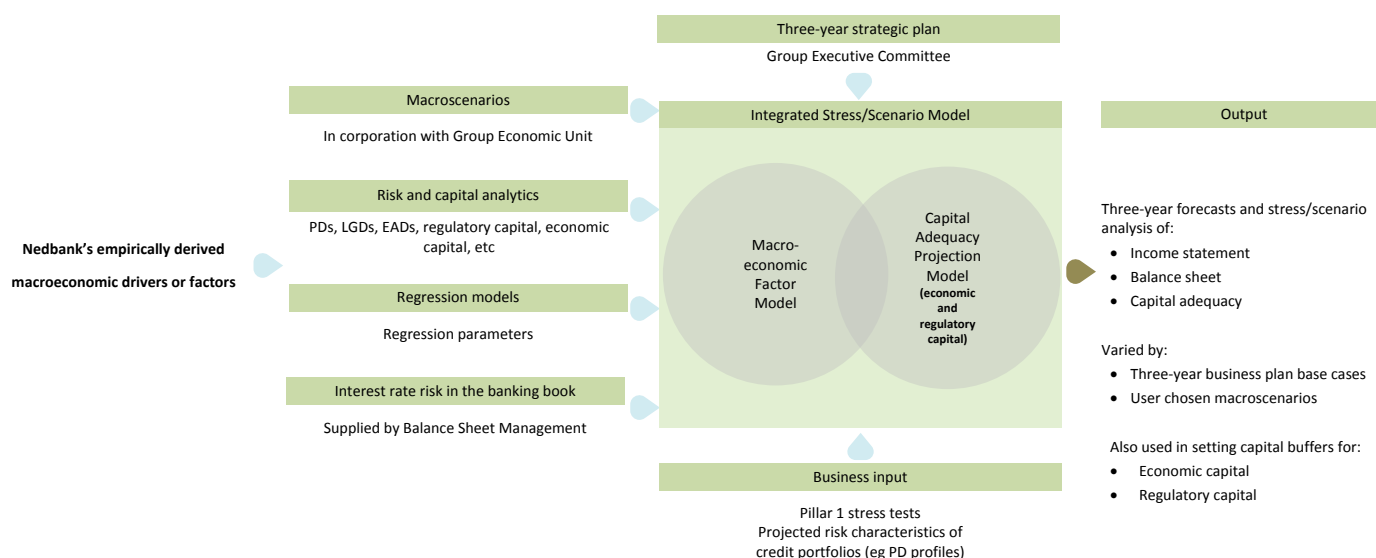 Three-year strategic plan
Group Executive Committee
Macroscenarios
In corporation with Group Economic Unit
Risk and capital analytics
PDs, LGDs, EADs, regulatory capital, economic
capital, etc
Nedbank's empirically derived
macroeconomic drivers or factors
Regression models
Regression parameters
Interest rate risk in the banking book
Supplied by Balance Sheet Management
Integrated Stress/Scenario Model
Macro-
economic
Factor
Model
Capital
Adequacy
Projection
Model
(economic
and
regulatory
capital)
Business input
Pillar 1 stress tests
Projected risk characteristics of
credit portfolios (eg PD profiles)
Output
Three-year forecasts and stress/scenario
analysis of:
• Income statement
• Balance sheet
• Capital adequacy
Varied by:
• Three-year business plan base cases
• User chosen macroscenarios
Also used in setting capital buffers for:
• Economic capital
• Regulatory capital